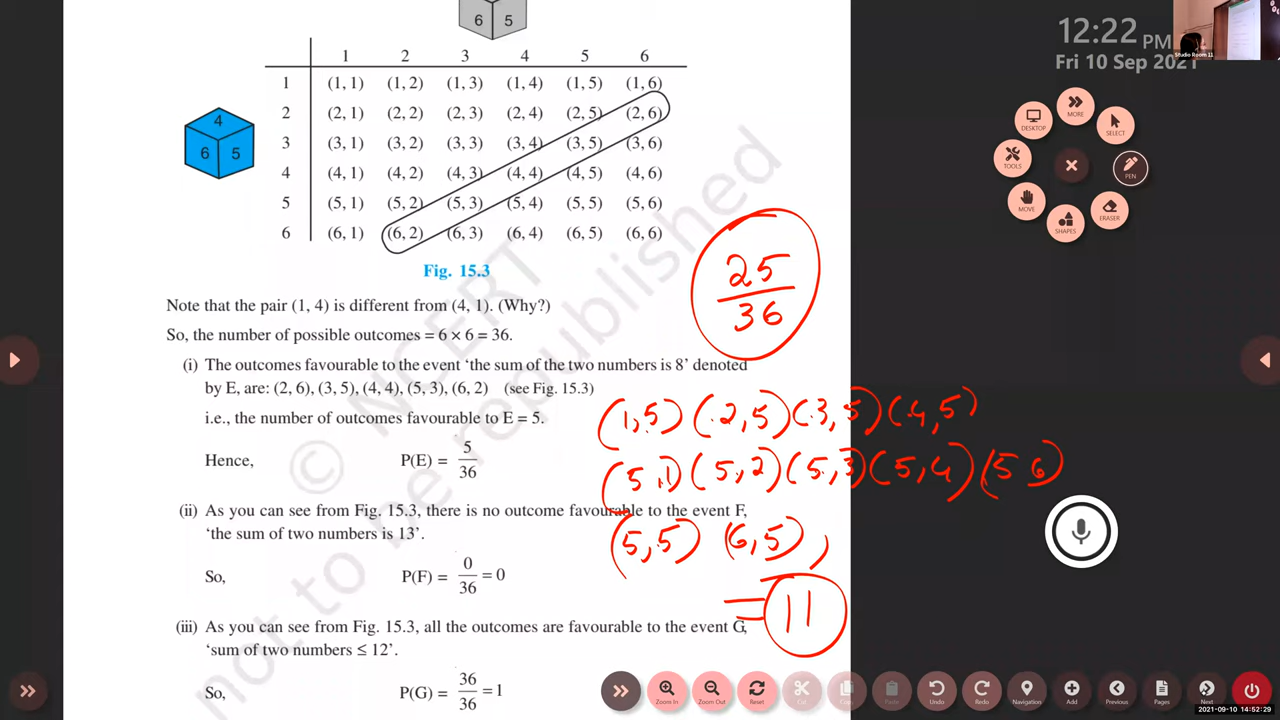 6 5
12:22 PM
Fri 10 Sep 2021
Studio Room 11
1 2 3 4 5 6
1 (1, 1) (1, 2) (1, 3) (1, 4) (1, 5) (1, 6)
2 (2, 1) (2, 2) (2, 3) (2, 4) (2, 5) (2, 6)
3 (3, 1) (3, 2) (3, 3) (3, 4) (3, 5) (3, 6)
4 (4, 1) (4, 2) (4, 3) (4, 4) (4, 5) (4, 6)
5 (5, 1) (5, 2) (5, 3) (5, 4) (5, 5) (5, 6)
6 (6, 1) (6, 2) (6, 3) (6, 4) (6, 5) (6, 6)
4
6 5
MORE
DESKTOP
SELECT
TOOLS
PEN
MOVE
ERASER
SHAPES
Fig. 15.3
25
36
Note that the pair (1, 4) is different from (4, 1). (Why?)
So, the number of possible outcomes = 6 × 6 = 36.
(i) The outcomes favourable to the event ‘the sum of the two numbers is 8’ denoted
by E, are: (2, 6), (3, 5), (4, 4), (5, 3), (6, 2) (see Fig. 15.3)
i.e., the number of outcomes favourable to E = 5.
Hence, P(E) = 5/36
(ii) As you can see from Fig. 15.3, there is no outcome favourable to the event F,
‘the sum of two numbers is 13’.
So, P(F) = 0/36 = 0
(iii) As you can see from Fig. 15.3, all the outcomes are favourable to the event G,
‘sum of two numbers ≤ 12’.
So, P(G) = 36/36 = 1
(1,5) (2,5) (3,5) (4,5)
(5,1) (5,2) (5,3) (5,4) (5 6)
(5,5) (6,5),
= 11
© NCERT
not to be republished
Zoom In
Zoom Out
Reset
Cut
Copy
Paste
Undo
Redo
Navigation
Add
Previous
Pages
Next
2021-09-10 14:52:29